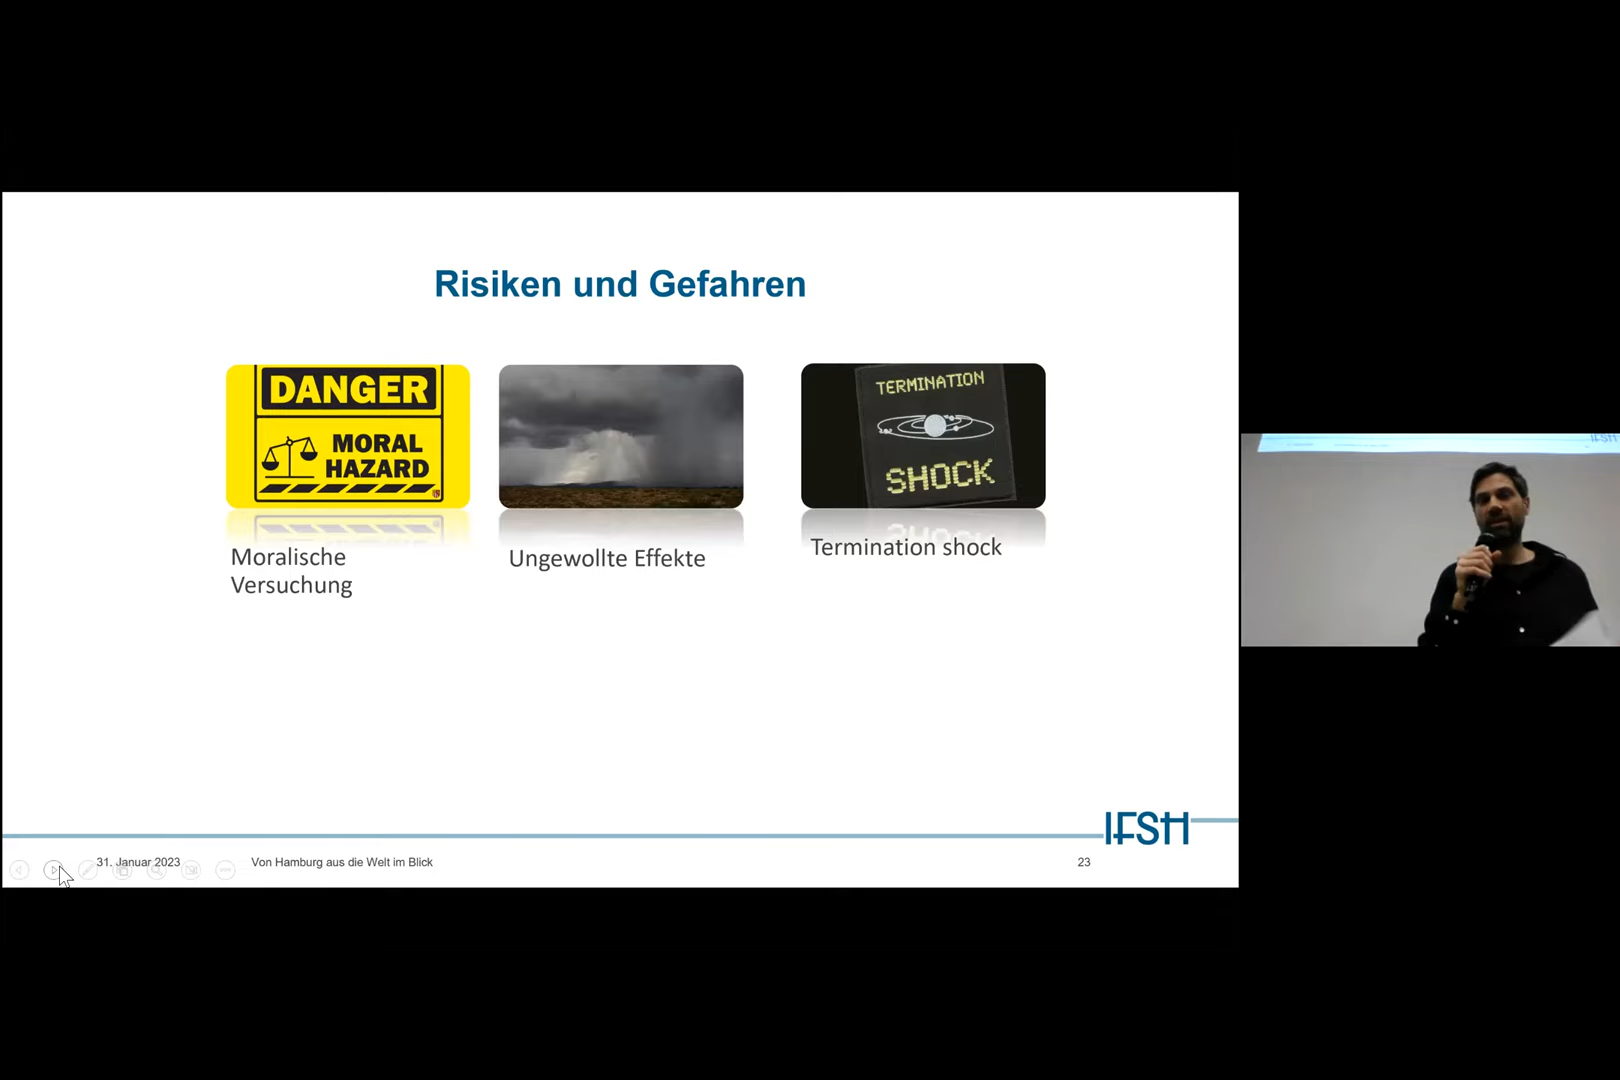 Risiken und Gefahren
DANGER
MORAL
HAZARD
TERMINATION
SHOCK
Moralische
Versuchung
Ungewollte Effekte
Termination shock
IFSH
31. Januar 2023
Von Hamburg aus die Welt im Blick
23